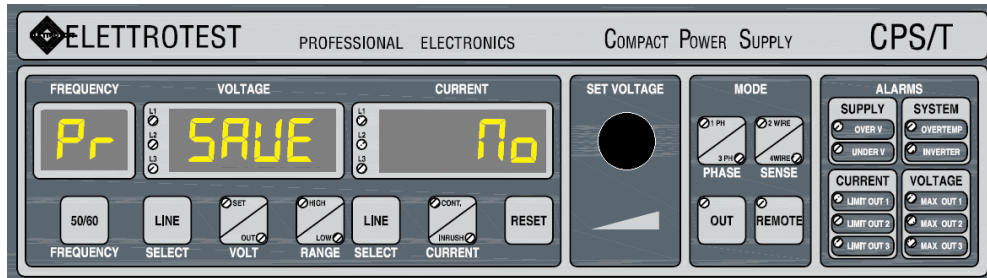 ELETTROTEST PROFESSIONAL ELECTRONICS COMPACT POWER SUPPLY CPS/T
FREQUENCY VOLTAGE CURRENT
Pr
L1
L2
L3
SAVE
L1
L2
L3
no
50/60
FREQUENCY
LINE
SELECT
SET
OUT
VOLT
HIGH
LOW
RANGE
LINE
SELECT
CONT.
INRUSH
CURRENT
RESET
SET VOLTAGE
MODE
1 PH
3 PH
PHASE
2 WIRE
4WIRE
SENSE
OUT
REMOTE
ALARMS
SUPPLY
OVER V
UNDER V
SYSTEM
OVERTEMP
INVERTER
CURRENT
LIMIT OUT 1
LIMIT OUT 2
LIMIT OUT 3
VOLTAGE
MAX OUT 1
MAX OUT 2
MAX OUT 3